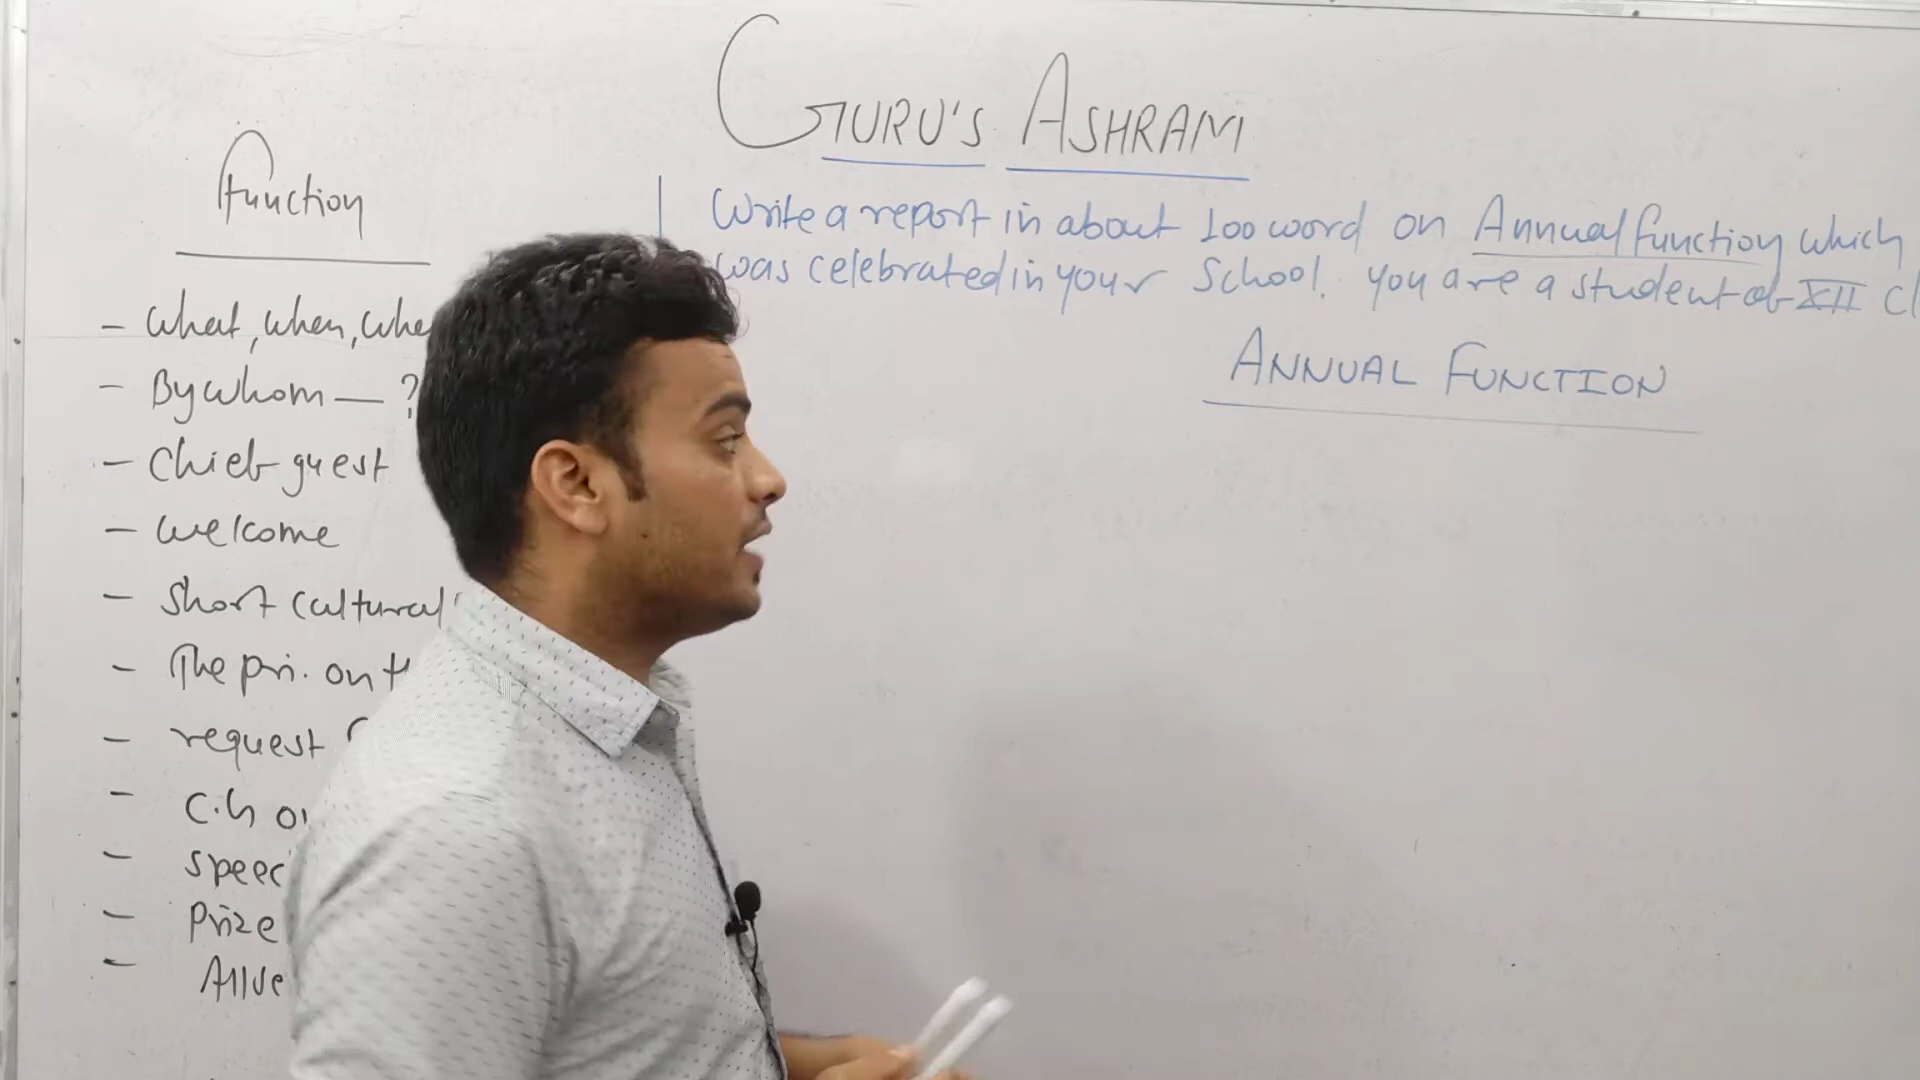 GURU'S ASHRAM
Function
- What, when, whe
- By whom — ?
- Chief guest
- Welcome
- Short Cultural
- The pri. on t
- request
- C.G o
- Speec
- Prize
- All ve
Write a report in about 100 word on Annual function which
was celebrated in your School. You are a student of XII Cl
ANNUAL FUNCTION